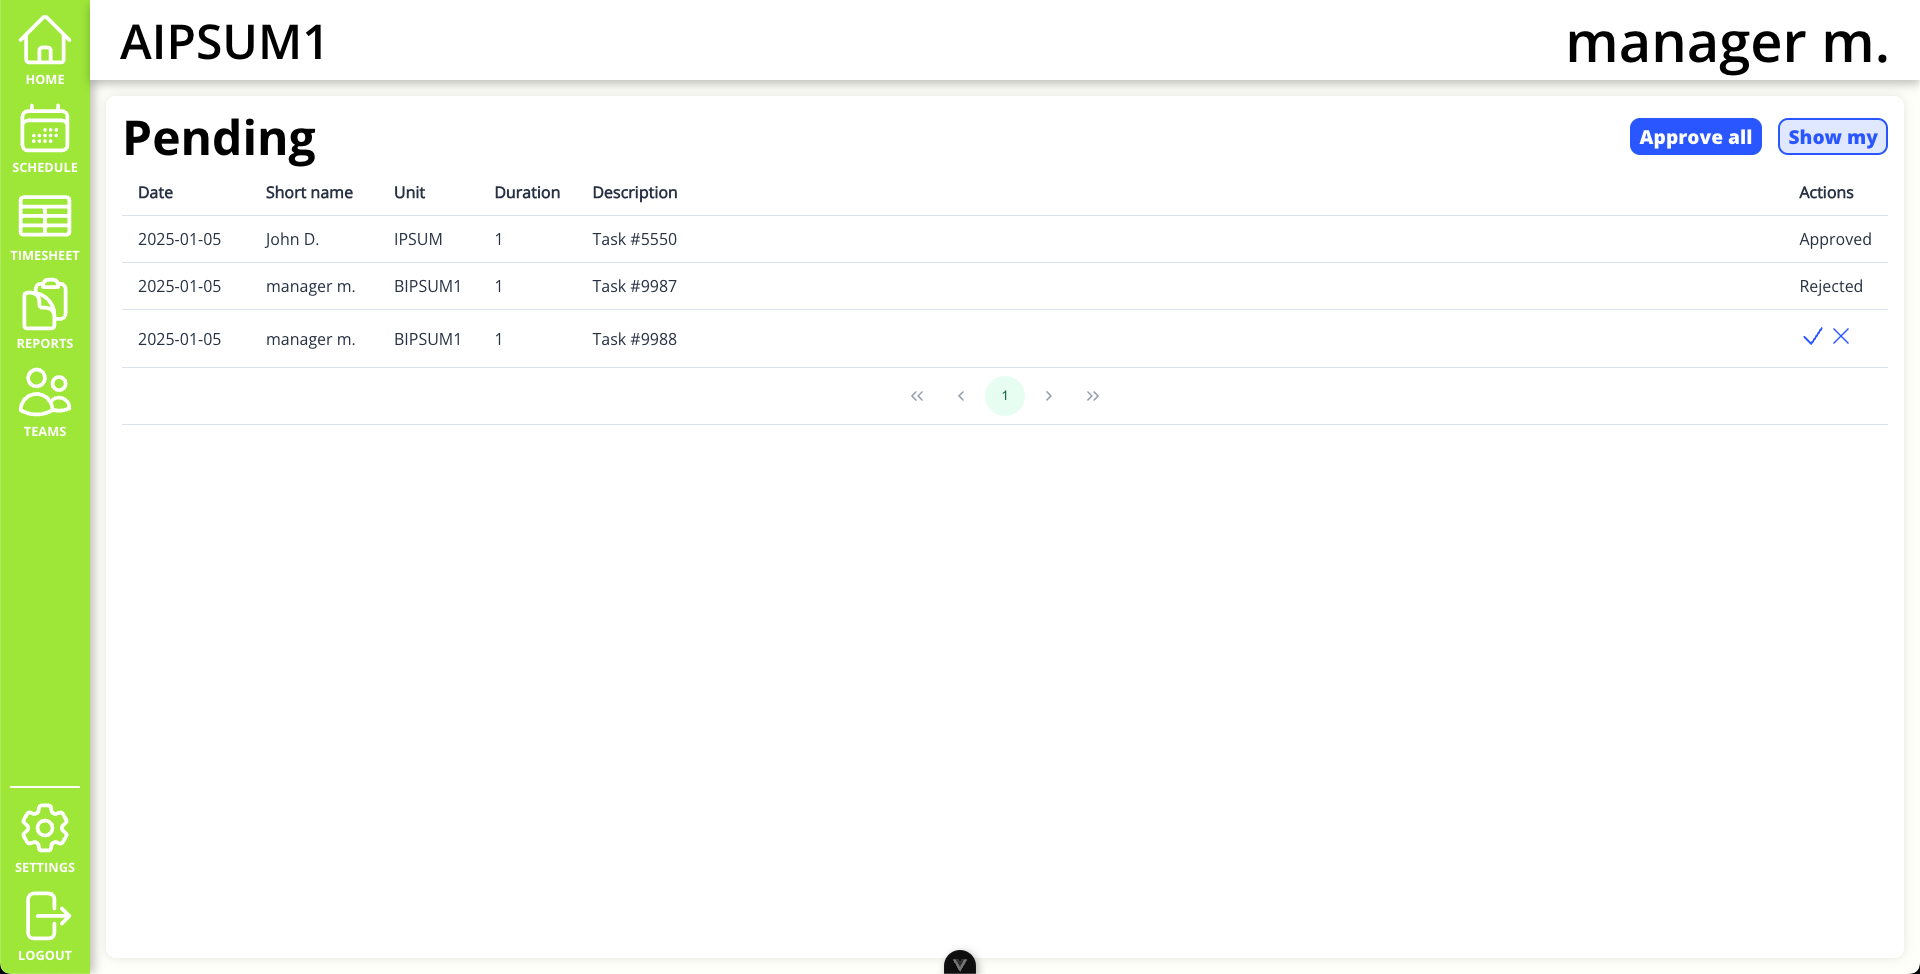 AIPSUM1
manager m.
HOME
SCHEDULE
TIMESHEET
REPORTS
TEAMS
SETTINGS
LOGOUT
Pending
Approve all
Show my
Date Short name Unit Duration Description Actions
2025-01-05 John D. IPSUM 1 Task #5550 Approved
2025-01-05 manager m. BIPSUM1 1 Task #9987 Rejected
2025-01-05 manager m. BIPSUM1 1 Task #9988
1